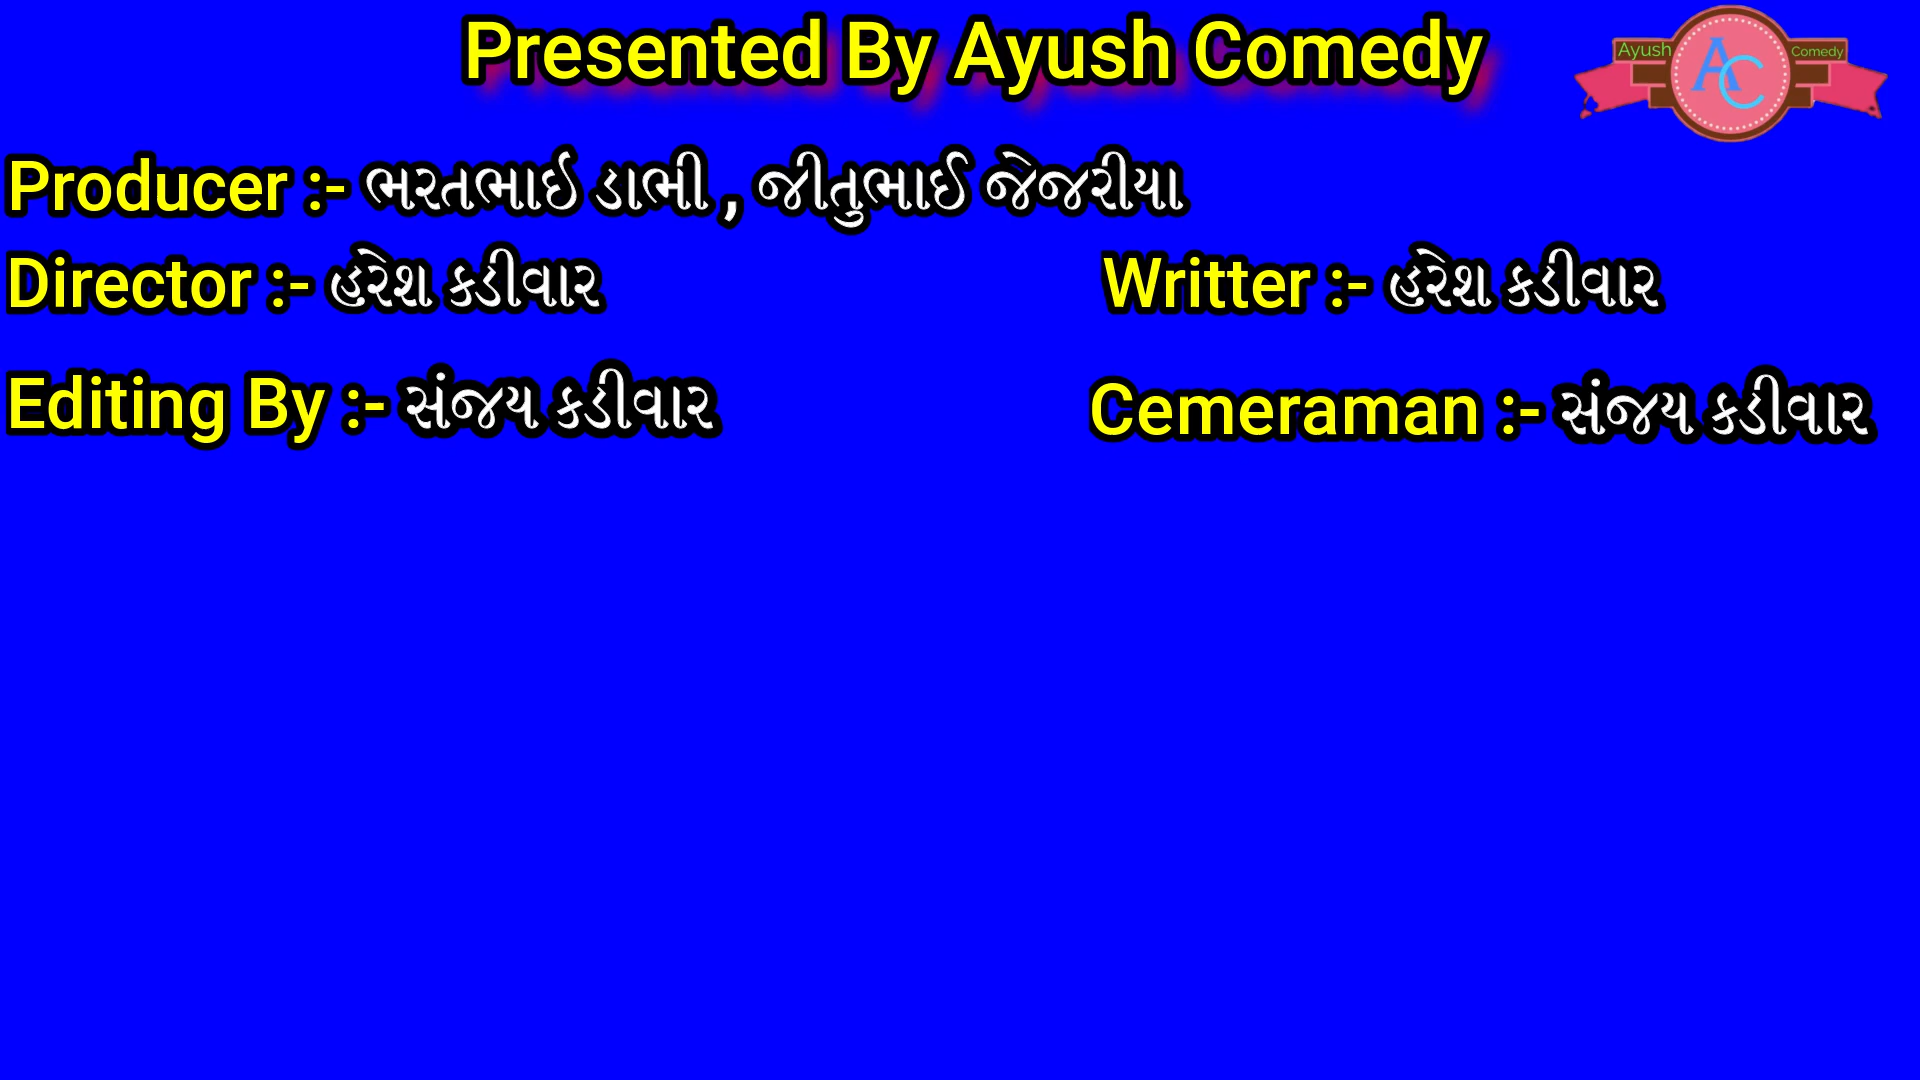 Presented By Ayush Comedy
Ayush AC Comedy
Producer :- ભરતભાઇ ડાભી , જીતુભાઈ જેજરીયા
Director :- હરેશ કડીવાર
Writter :- હરેશ કડીવાર
Editing By :- સંજય કડીવાર
Cemeraman :- સંજય કડીવાર